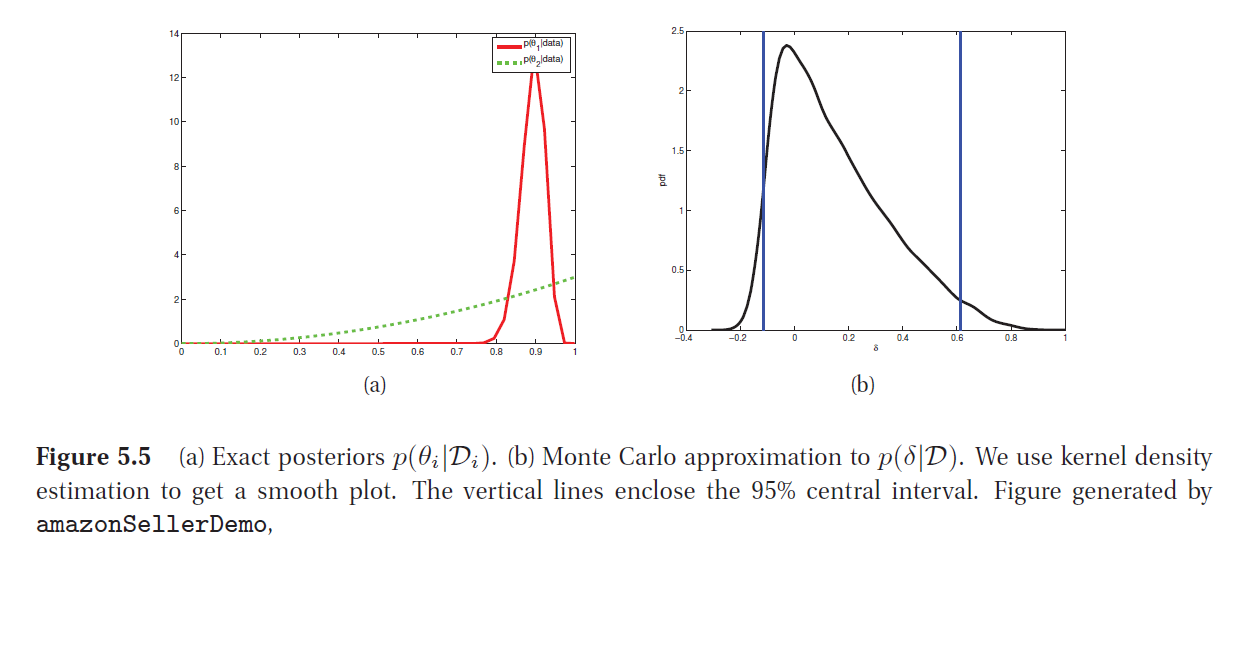 14
12
10
8
6
4
2
0
0 0.1 0.2 0.3 0.4 0.5 0.6 0.7 0.8 0.9 1
p(θ1|data)
p(θ2|data)
(a)
2.5
2
1.5
1
0.5
0
pdf
−0.4 −0.2 0 0.2 0.4 0.6 0.8 1
δ
(b)
Figure 5.5 (a) Exact posteriors p(θi|Di). (b) Monte Carlo approximation to p(δ|D). We use kernel density
estimation to get a smooth plot. The vertical lines enclose the 95% central interval. Figure generated by
amazonSellerDemo,